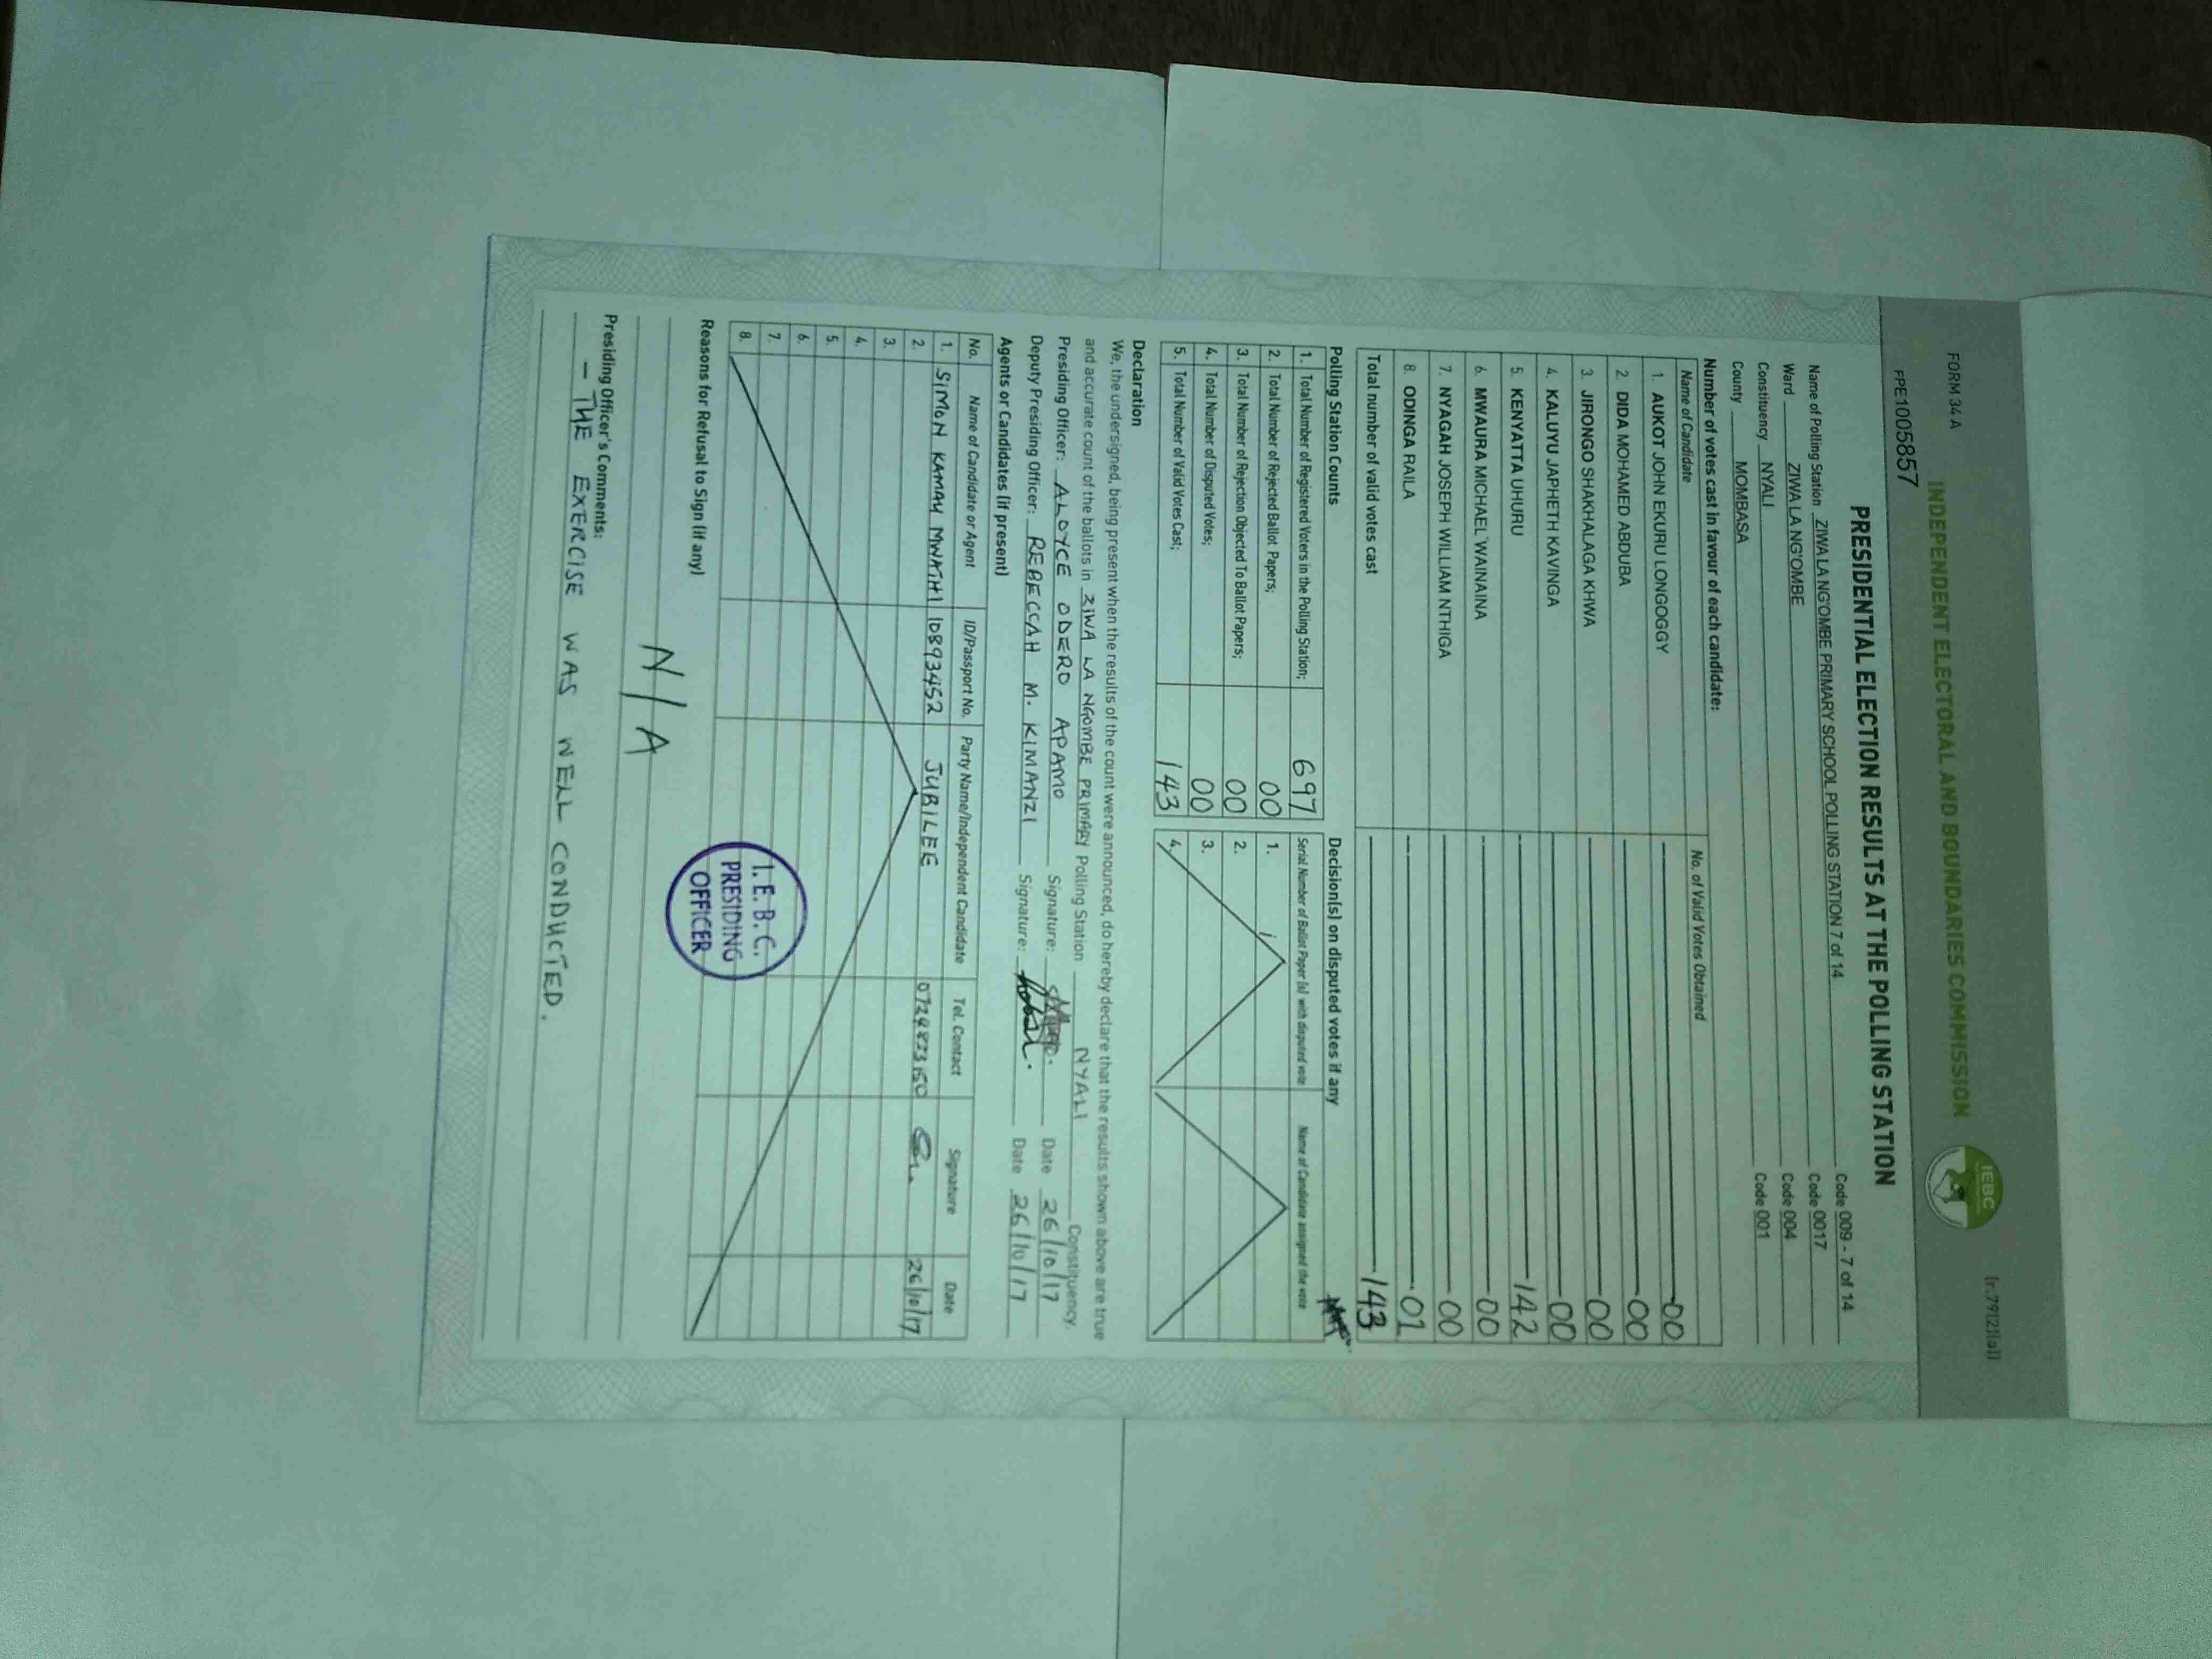 FORM 34 A
(r.79(2)(a))
INDEPENDENT ELECTORAL AND BOUNDARIES COMMISSION
IEBC
FPE1005857
PRESIDENTIAL ELECTION RESULTS AT THE POLLING STATION
Name of Polling Station ZIWA LA NG'OMBE PRIMARY SCHOOL POLLING STATION 7 of 14 Code 009 - 7 of 14
Ward ZIWA LA NG'OMBE Code 0017
Constituency NYALI Code 004
County MOMBASA Code 001
Number of votes cast in favour of each candidate:
Name of Candidate No. of Valid Votes Obtained
1. AUKOT JOHN EKURU LONGOGGY 00
2. DIDA MOHAMED ABDUBA 00
3. JIRONGO SHAKHALAGA KHWA 00
4. KALUYU JAPHETH KAVINGA 00
5. KENYATTA UHURU 142
6. MWAURA MICHAEL WAINAINA 00
7. NYAGAH JOSEPH WILLIAM NTHIGA 00
8. ODINGA RAILA 01
Total number of valid votes cast 143
Polling Station Counts
1. Total Number of Registered Voters in the Polling Station; 697
2. Total Number of Rejected Ballot Papers; 00
3. Total Number of Rejection Objected To Ballot Papers; 00
4. Total Number of Disputed Votes; 00
5. Total Number of Valid Votes Cast; 143
Decision(s) on disputed votes if any
Serial Number of Ballot Paper (s) with disputed vote Name of Candidate assigned the vote
1.
2.
3.
4.
Declaration
We, the undersigned, being present when the results of the count were announced, do hereby declare that the results shown above are true
and accurate count of the ballots in ZIWA LA NGOMBE PRIMARY Polling Station NYALI Constituency.
Presiding Officer: ALOYCE ODERO APAMO Signature: Date 26/10/17
Deputy Presiding Officer: REBECCAH M. KIMANZI Signature: Date 26/10/17
Agents or Candidates (if present)
No. Name of Candidate or Agent ID/Passport No. Party Name/Independent Candidate Tel. Contact Signature Date
1. SIMON KAMAU MWATHI 10893452 JUBILEE 26/10/17
2.
3.
4.
5.
6.
7.
8.
I. E. B. C.
PRESIDING
OFFICER
Reasons for Refusal to Sign (if any)
N/A
Presiding Officer's Comments:
- THE EXERCISE WAS WELL CONDUCTED.